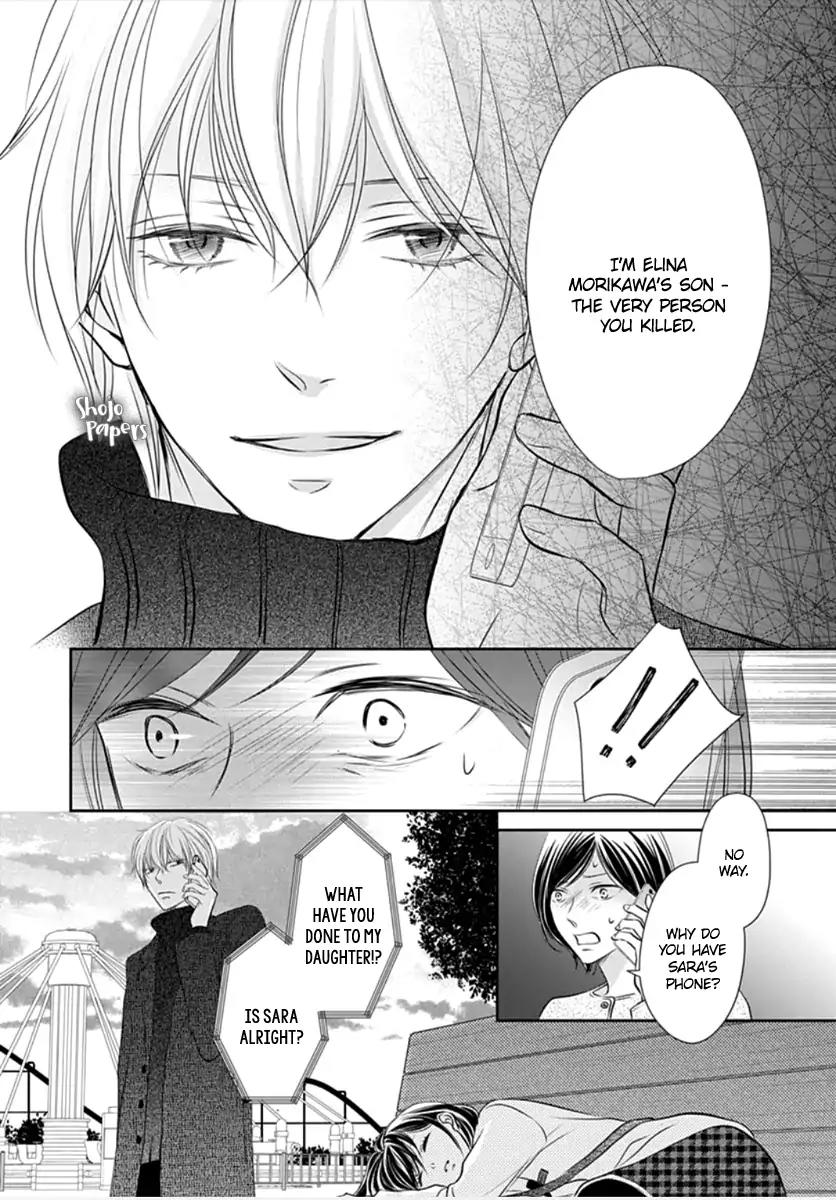 I'M ELINA
MORIKAWA'S SON -
THE VERY PERSON
YOU KILLED.
Shojo
Papers
!!
NO
WAY.
WHY DO
YOU HAVE
SARA'S
PHONE?
WHAT
HAVE YOU
DONE TO MY
DAUGHTER!?
IS SARA
ALRIGHT?